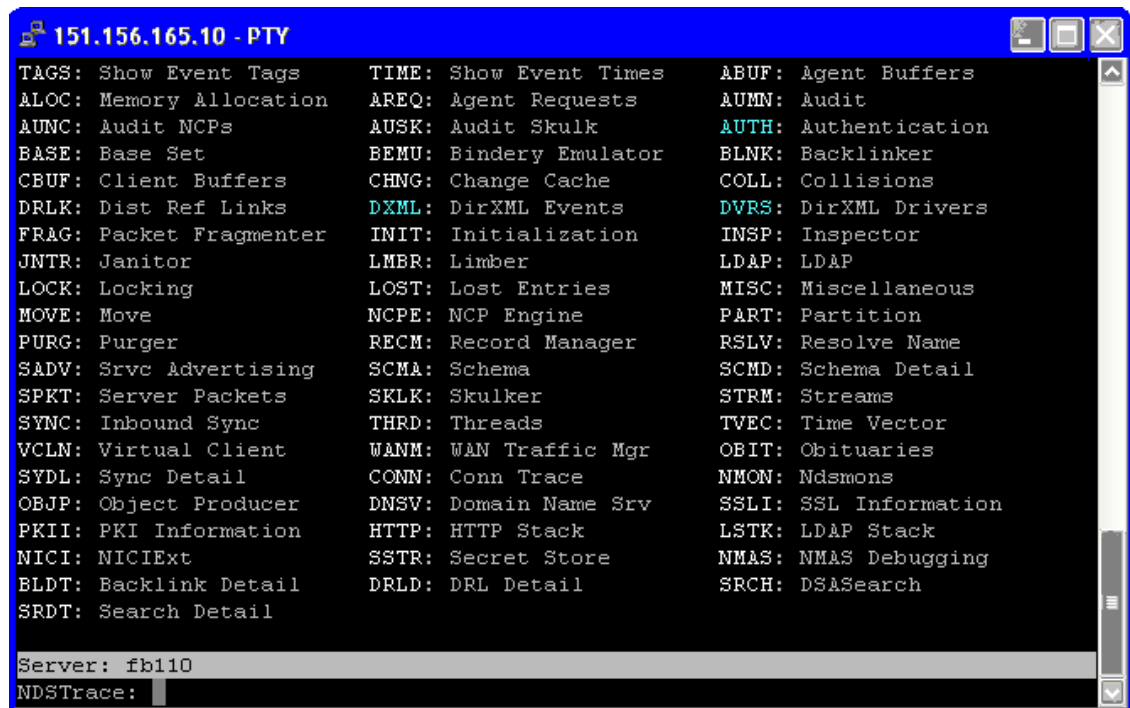 151.156.165.10 - PTY
TAGS: Show Event Tags TIME: Show Event Times ABUF: Agent Buffers
ALOC: Memory Allocation AREQ: Agent Requests AUMN: Audit
AUNC: Audit NCPs AUSK: Audit Skulk AUTH: Authentication
BASE: Base Set BEMU: Bindery Emulator BLNK: Backlinker
CBUF: Client Buffers CHNG: Change Cache COLL: Collisions
DRLK: Dist Ref Links DXML: DirXML Events DVRS: DirXML Drivers
FRAG: Packet Fragmenter INIT: Initialization INSP: Inspector
JNTR: Janitor LMBR: Limber LDAP: LDAP
LOCK: Locking LOST: Lost Entries MISC: Miscellaneous
MOVE: Move NCPE: NCP Engine PART: Partition
PURG: Purger RECM: Record Manager RSLV: Resolve Name
SADV: Srvc Advertising SCMA: Schema SCMD: Schema Detail
SPKT: Server Packets SKLK: Skulker STRM: Streams
SYNC: Inbound Sync THRD: Threads TVEC: Time Vector
VCLN: Virtual Client WANM: WAN Traffic Mgr OBIT: Obituaries
SYDL: Sync Detail CONN: Conn Trace NMON: Ndsmons
OBJP: Object Producer DNSV: Domain Name Srv SSLI: SSL Information
PKII: PKI Information HTTP: HTTP Stack LSTK: LDAP Stack
NICI: NICIExt SSTR: Secret Store NMAS: NMAS Debugging
BLDT: Backlink Detail DRLD: DRL Detail SRCH: DSASearch
SRDT: Search Detail
Server: fb110
NDSTrace: